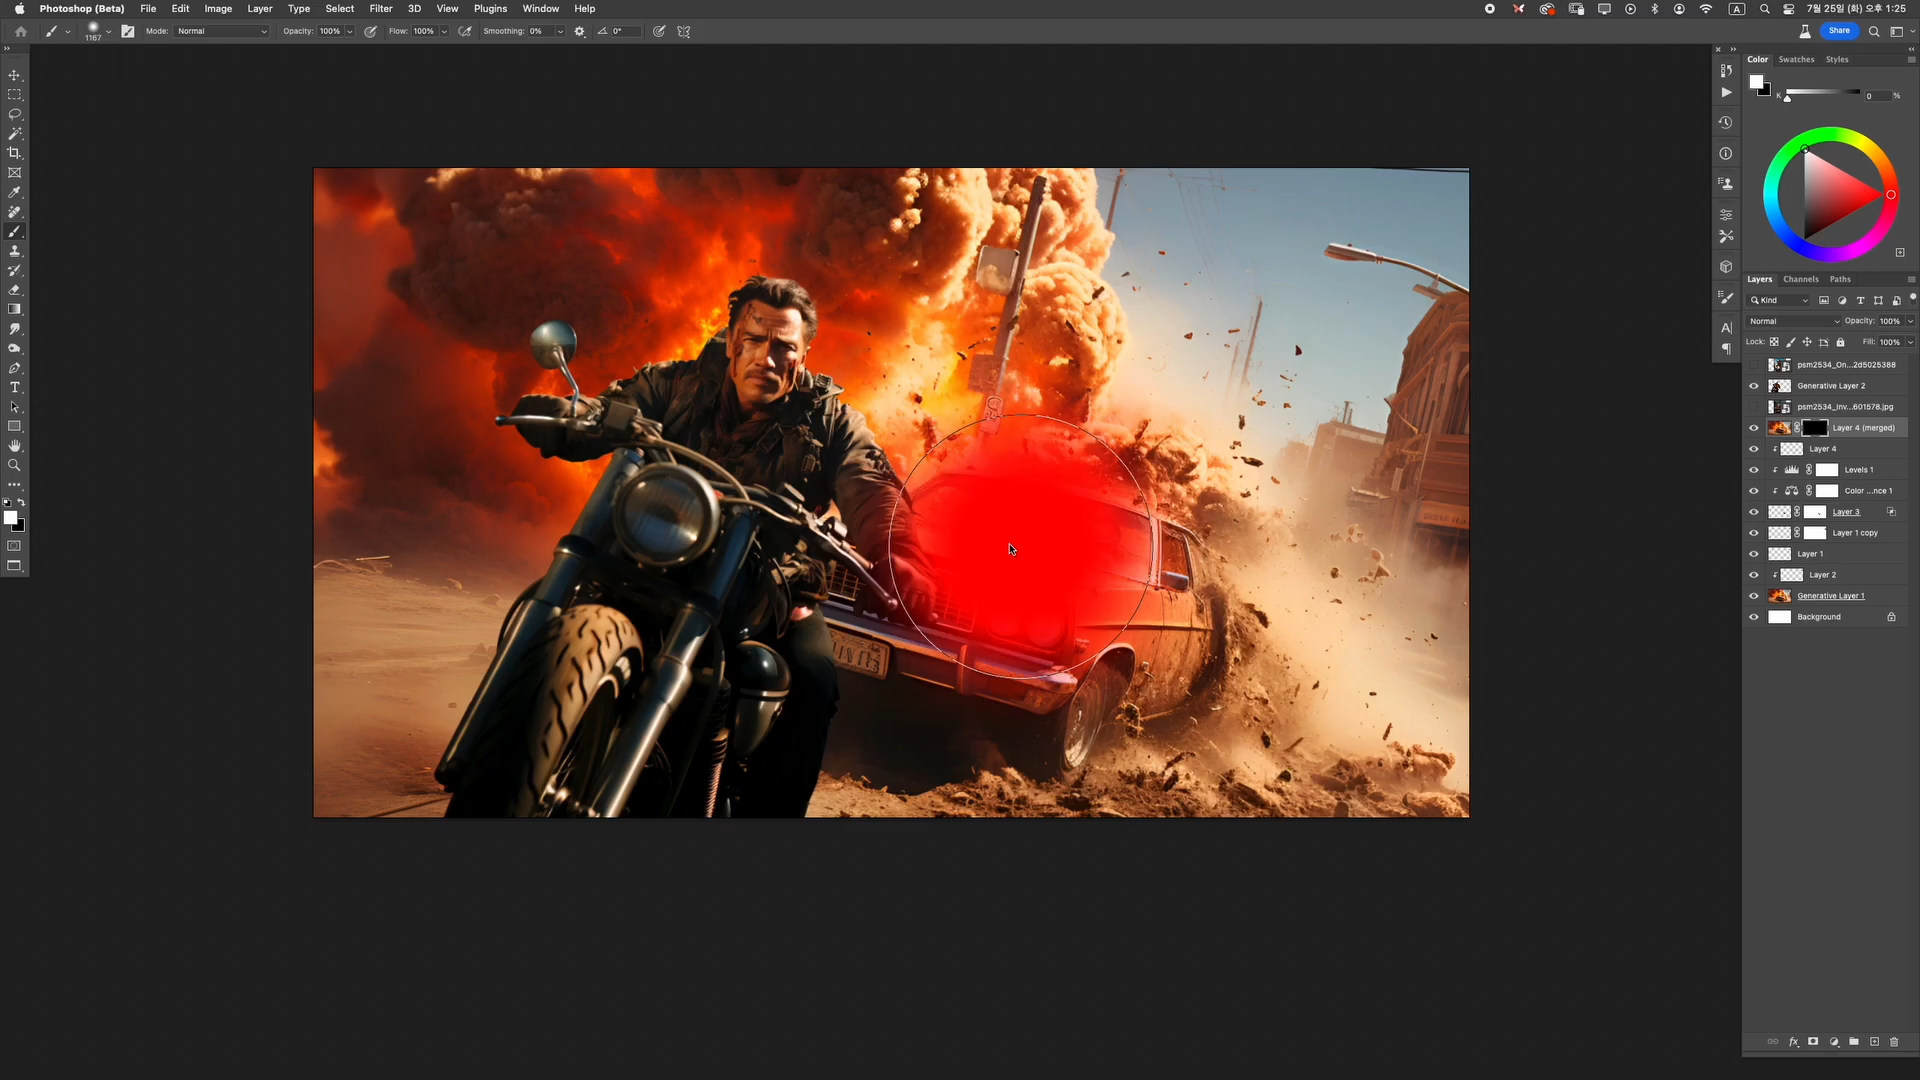 Photoshop (Beta) File Edit Image Layer Type Select Filter 3D View Plugins Window Help A 7월 25일 (화) 오후 1:25
1167 Mode: Normal Opacity: 100% Flow: 100% Smoothing: 0% 0° Share
Color Swatches Styles
K 0 %
Layers Channels Paths
Kind
Normal Opacity: 100%
Lock: Fill: 100%
psm2534_On...2d5025388
Generative Layer 2
psm2534_Inv...601578.jpg
Layer 4 (merged)
Layer 4
Levels 1
Color ...nce 1
Layer 3
Layer 1 copy
Layer 1
Layer 2
Generative Layer 1
Background